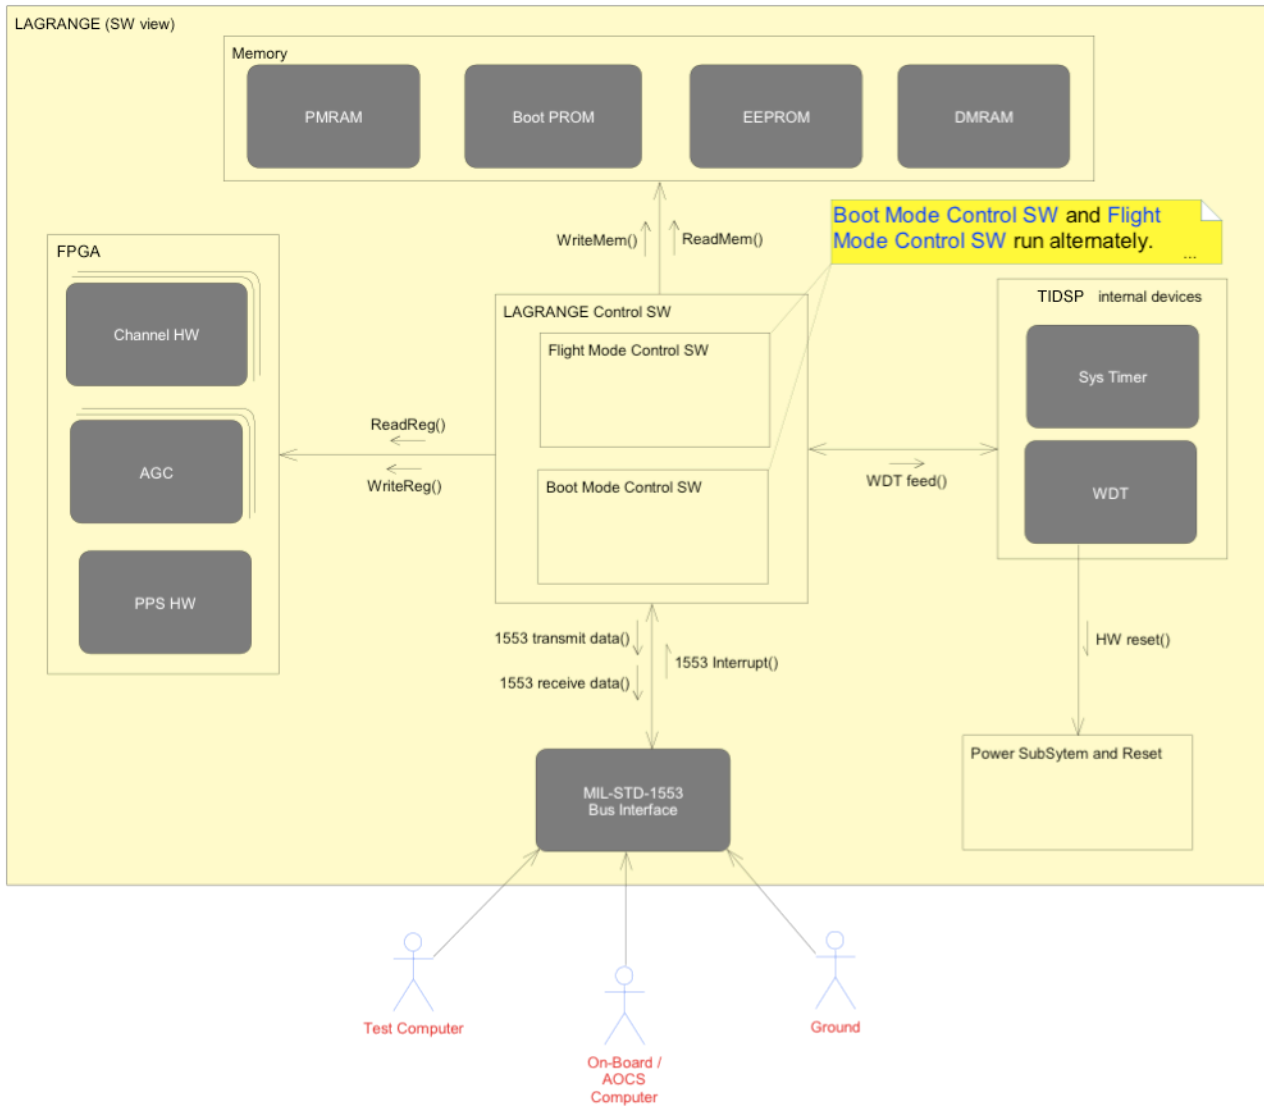 LAGRANGE (SW view)
Memory
PMRAM
Boot PROM
EEPROM
DMRAM
WriteMem()
ReadMem()
Boot Mode Control SW and Flight
Mode Control SW run alternately.
...
FPGA
Channel HW
AGC
PPS HW
ReadReg()
WriteReg()
LAGRANGE Control SW
Flight Mode Control SW
Boot Mode Control SW
WDT feed()
TIDSP internal devices
Sys Timer
WDT
HW reset()
Power SubSytem and Reset
1553 transmit data()
1553 receive data()
1553 Interrupt()
MIL-STD-1553
Bus Interface
Test Computer
On-Board /
AOCS
Computer
Ground